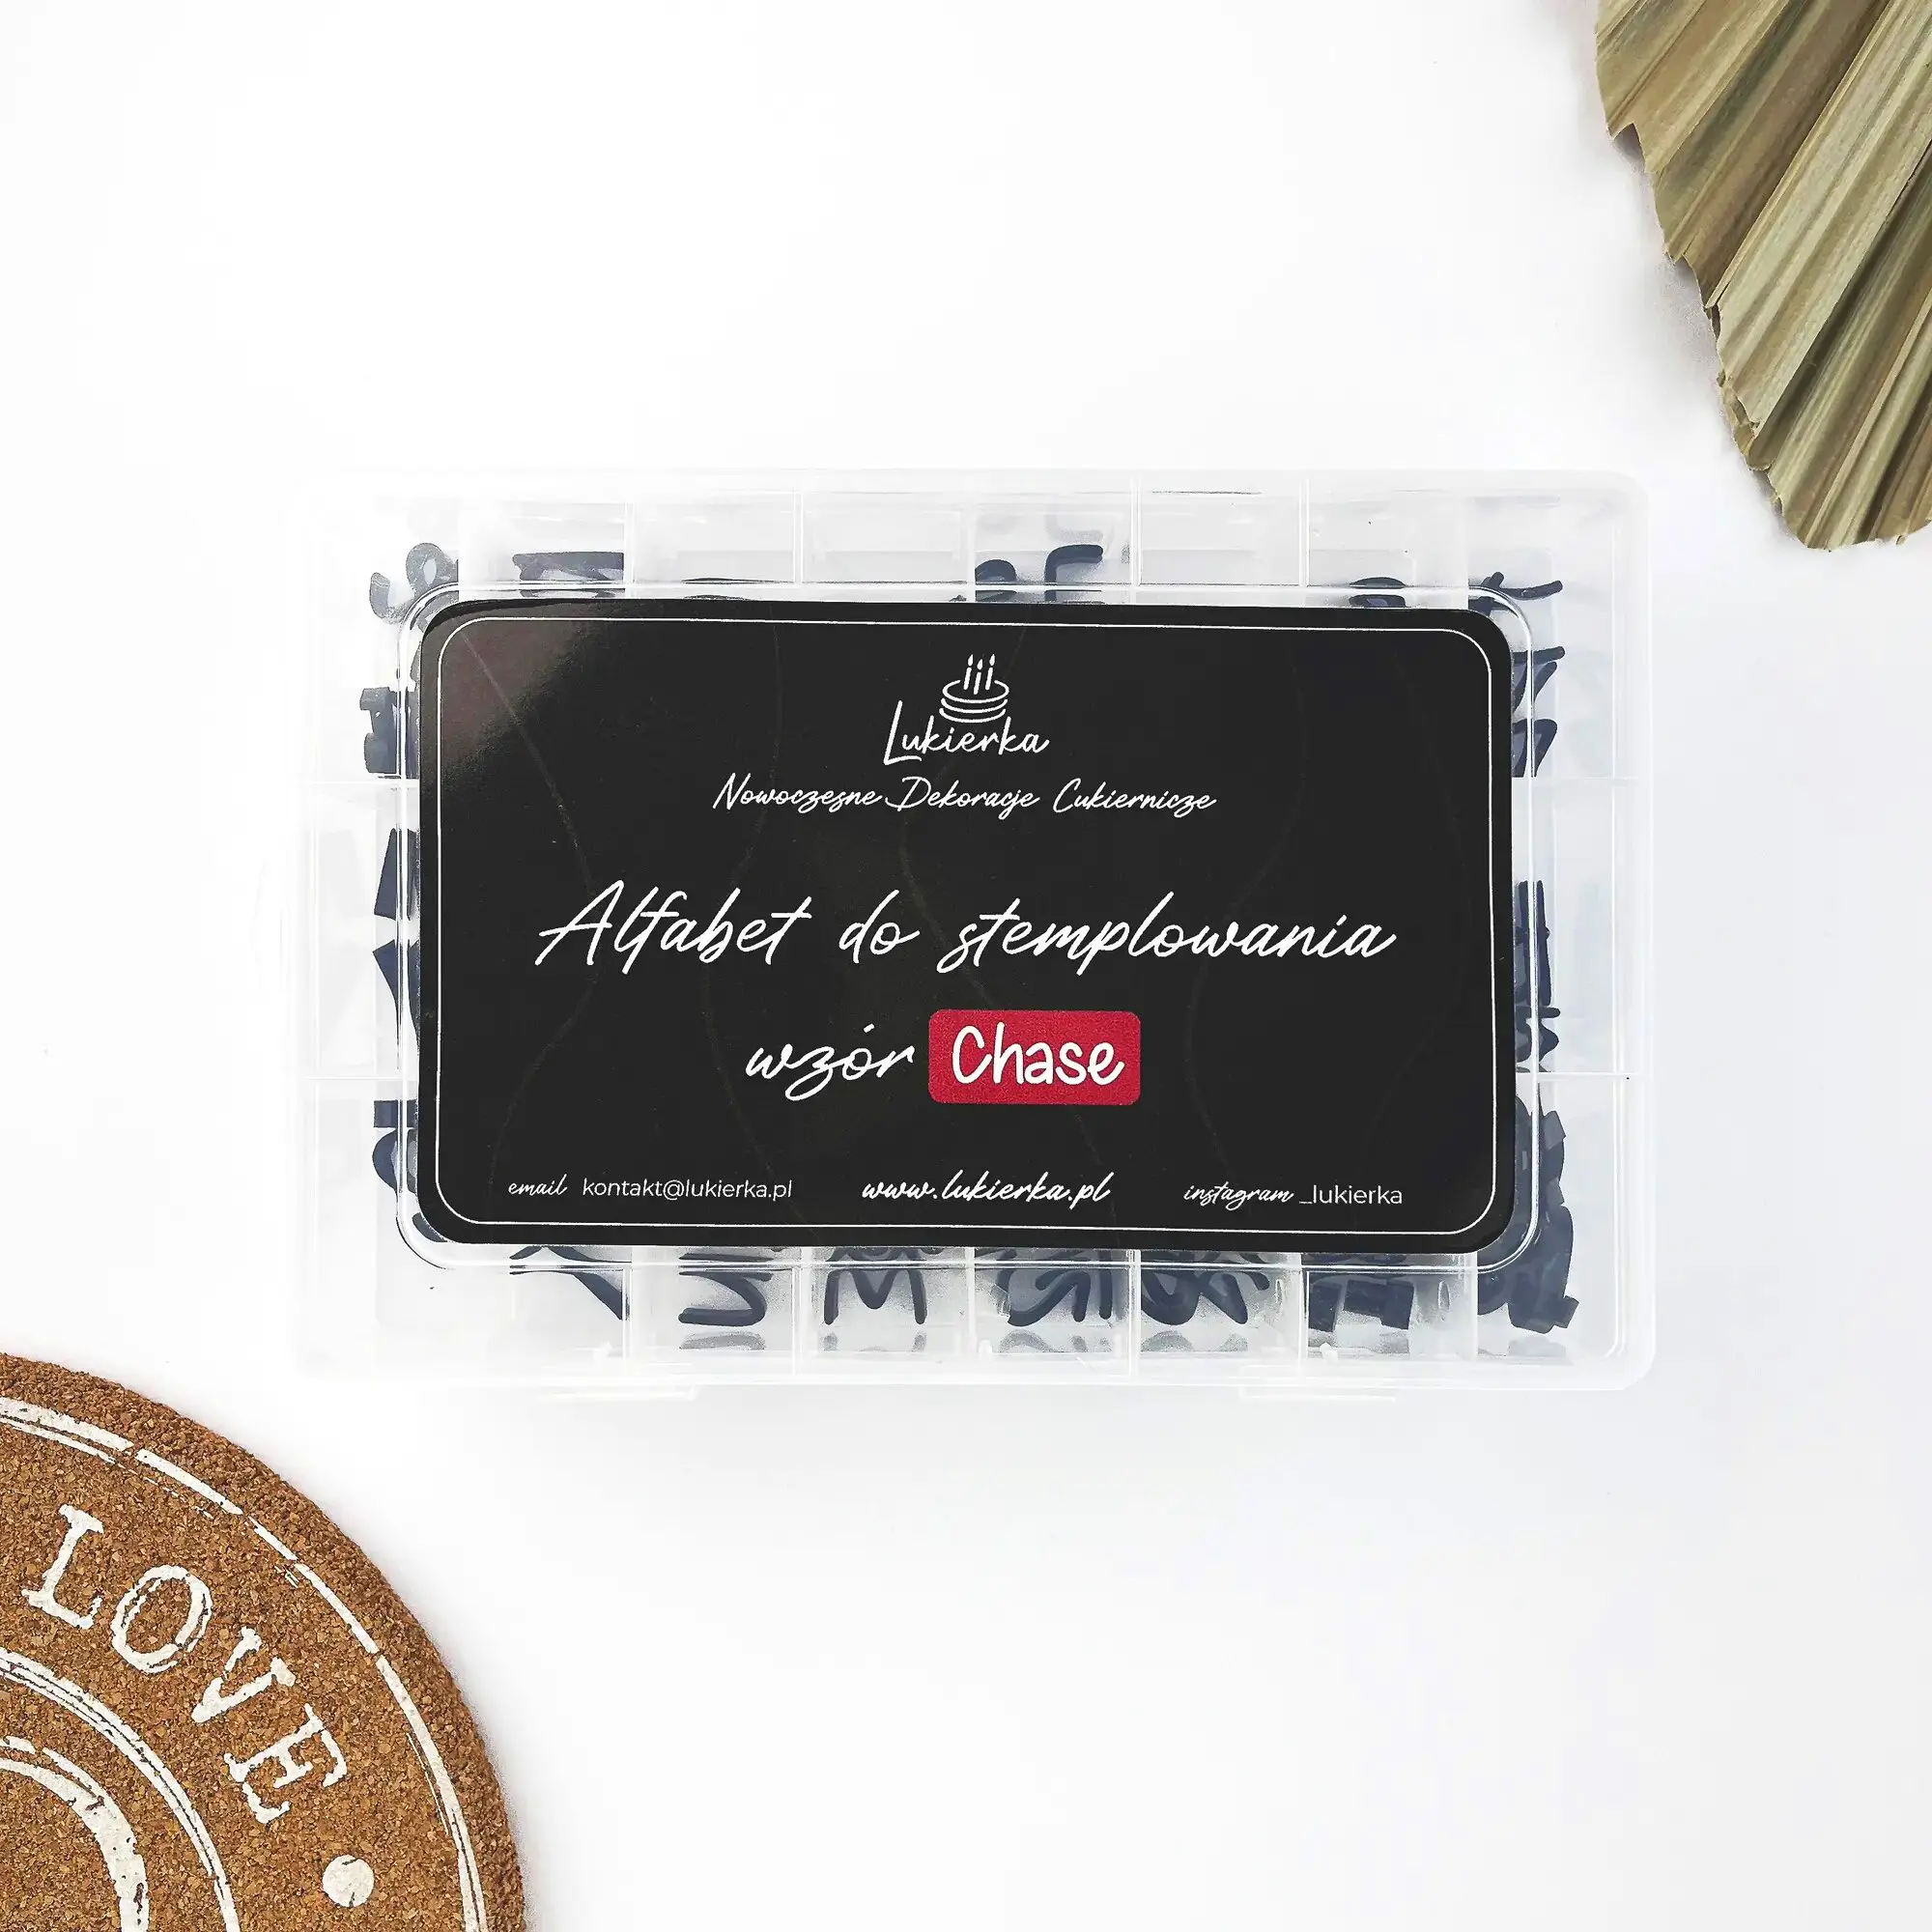 Lukierka
Nowoczesne Dekoracje Cukiernicze
Alfabet do stemplowania
wzór Chase
email kontakt@lukierka.pl www.lukierka.pl instagram _lukierka
LOVE